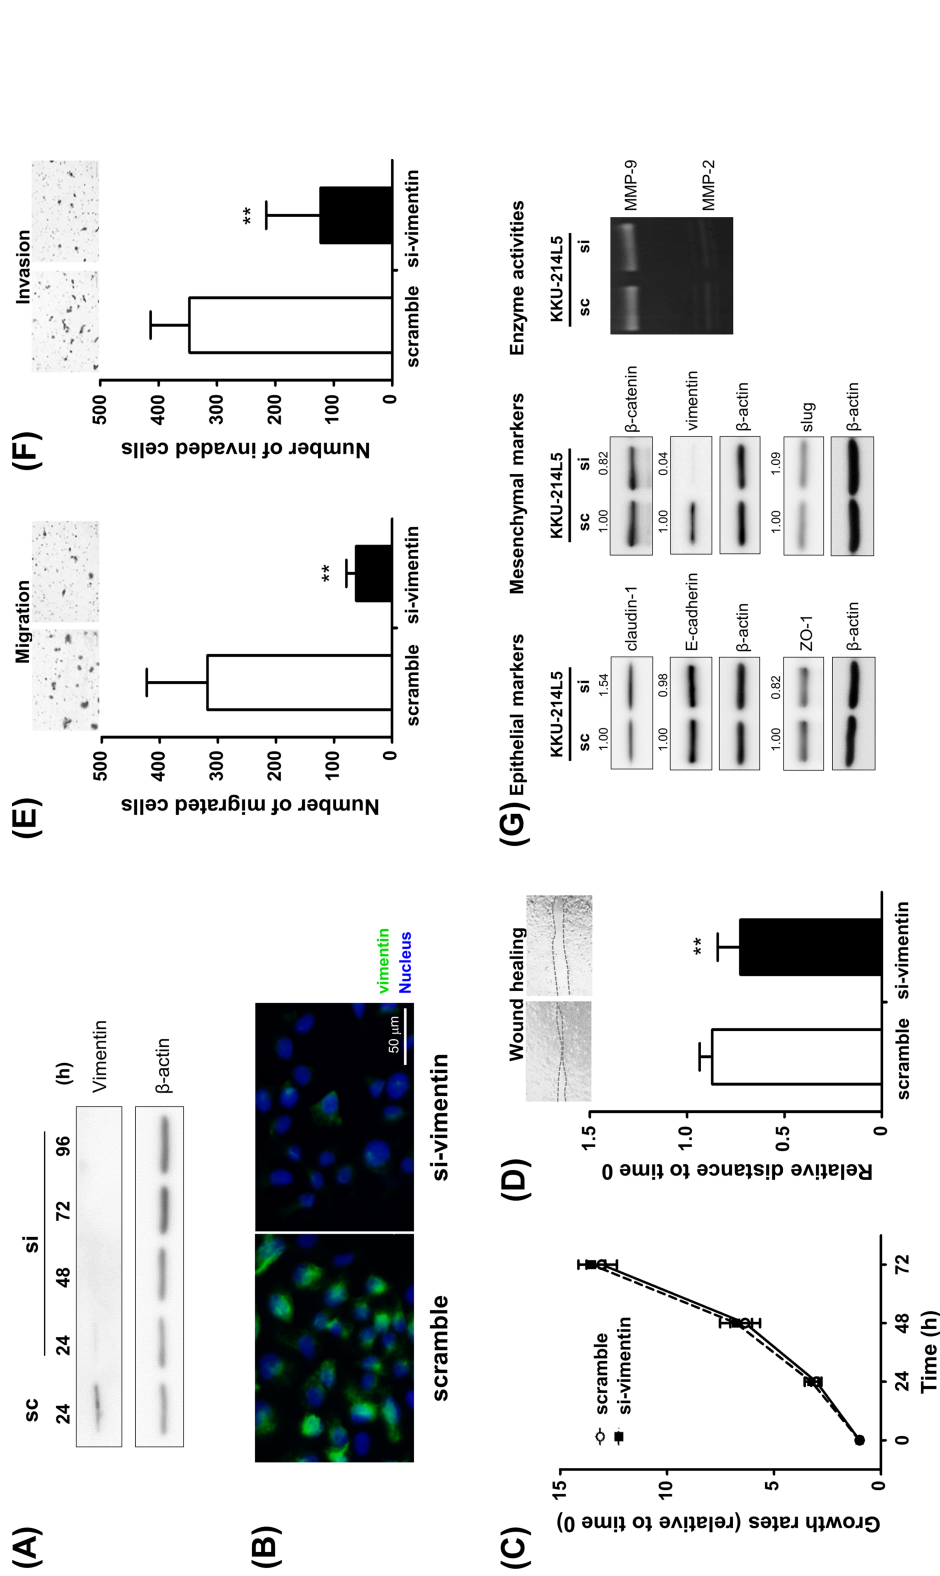 (A)
sc
si
24
24
48
72
96
(h)
Vimentin
β-actin
(B)
scramble
si-vimentin
vimentin
Nucleus
50 μm
(C)
Growth rates (relative to time 0)
15
10
5
0
scramble
si-vimentin
0
24
48
72
Time (h)
(D)
Wound healing
Relative distance to time 0
1.5
1.0
0.5
0
**
scramble
si-vimentin
(E)
Migration
Number of migrated cells
500
400
300
200
100
0
**
scramble
si-vimentin
(F)
Invasion
Number of invaded cells
500
400
300
200
100
0
**
scramble
si-vimentin
(G)
Epithelial markers
KKU-214L5
sc si
1.00 1.54
claudin-1
1.00 0.98
E-cadherin
β-actin
1.00 0.82
ZO-1
β-actin
Mesenchymal markers
KKU-214L5
sc si
1.00 0.82
β-catenin
1.00 0.04
vimentin
β-actin
1.00 1.09
slug
β-actin
Enzyme activities
KKU-214L5
sc si
MMP-9
MMP-2